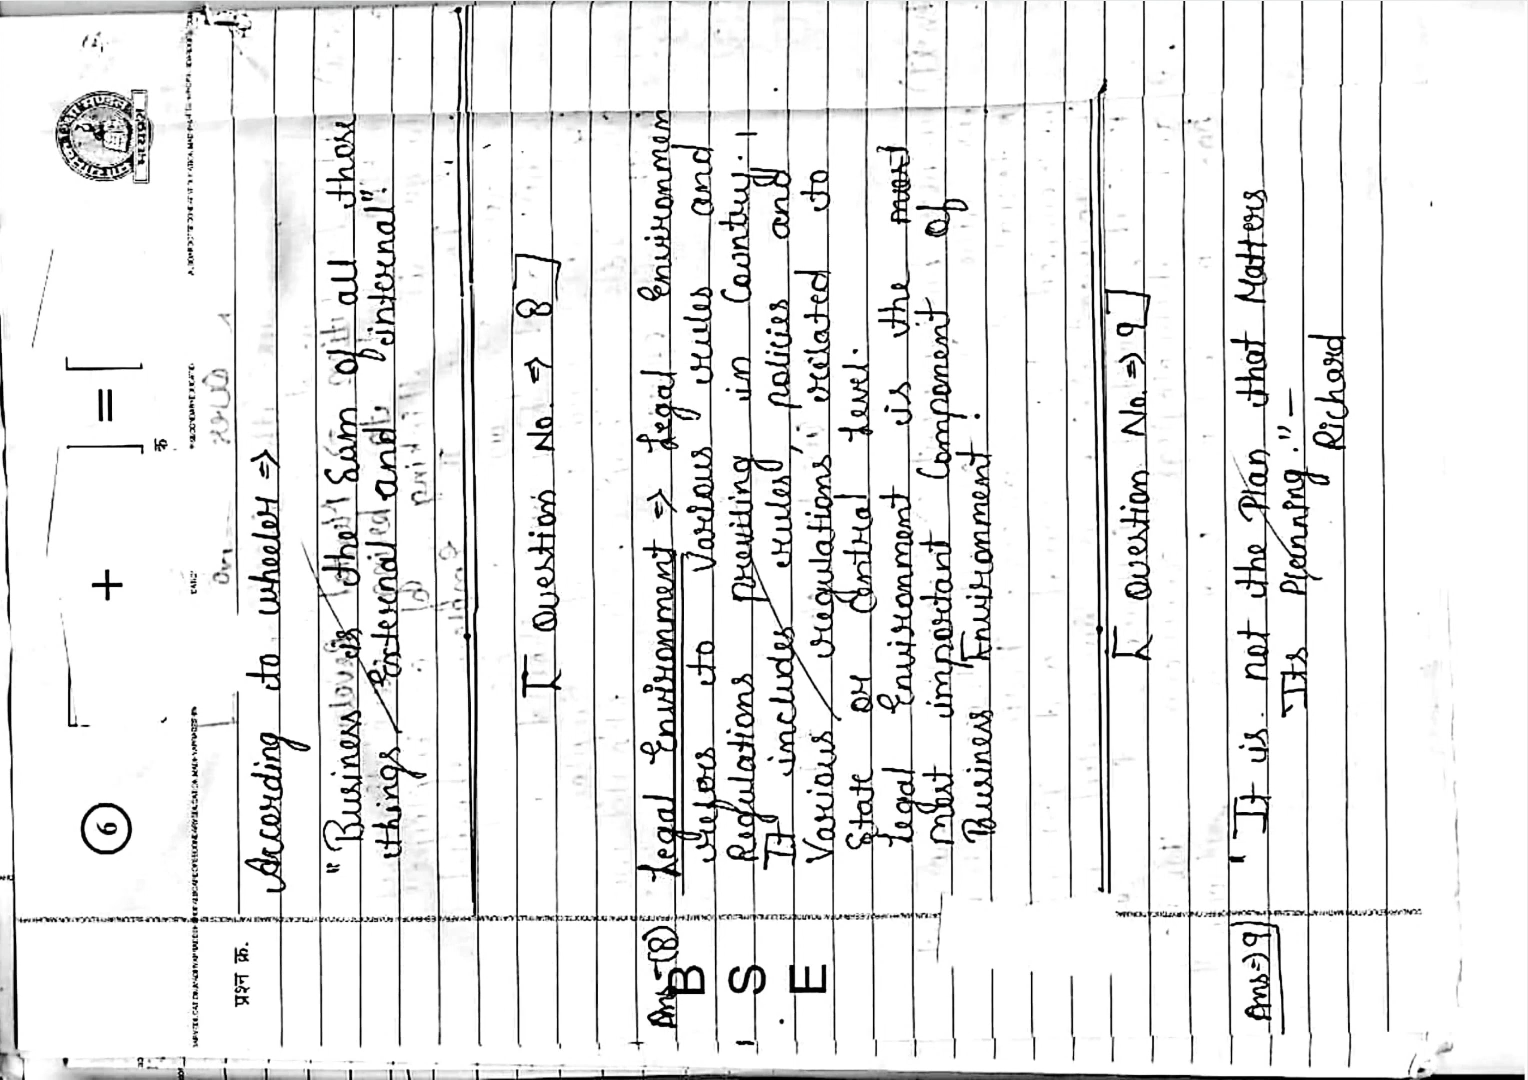 6
+
] = [
प्रश्न क्र.
According to wheeler ⇒
"Business is the Sum of all those
things External and internal".
Question No. ⇒ 8
Ans-(8)
Legal Environment ⇒ Legal Environmen
refers to Various rules and
Regulations preuiling in Country.
It includes rules, policies and
Various regulations related to
State or Central Level.
Legal Environment is the most
most important Component of
Business Environment.
B
S
E
Question No. ⇒ 9
Ans⇒9)
"It is not the Plan that Matters
Its Planning." –
Richard